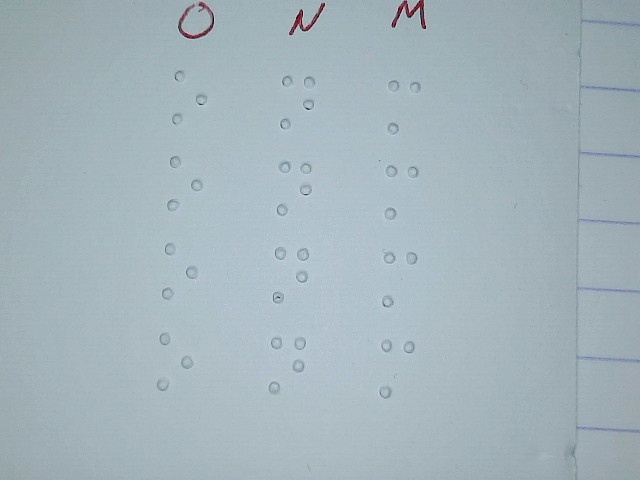 O N M
⠕ ⠝ ⠍
⠕ ⠝ ⠍
⠕ ⠝ ⠍
⠕ ⠝ ⠍